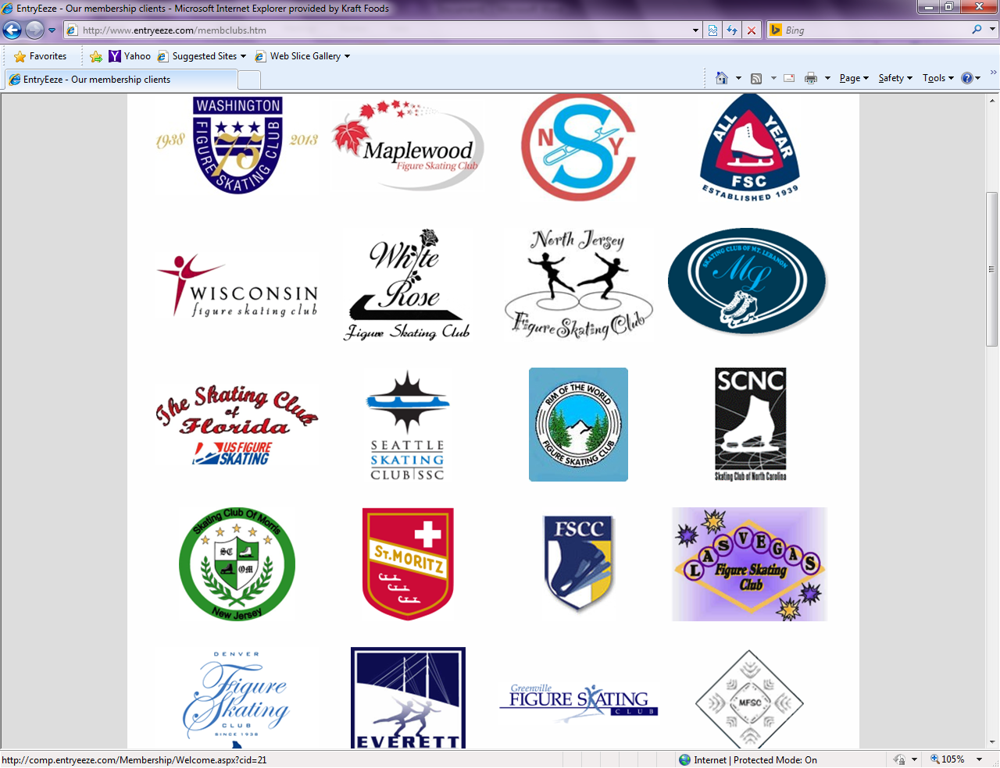 EntryEeze - Our membership clients - Microsoft Internet Explorer provided by Kraft Foods
http://www.entryeeze.com/membclubs.htm
Bing
Favorites
Yahoo
Suggested Sites
Web Slice Gallery
EntryEeze - Our membership clients
Page
Safety
Tools
WASHINGTON
FIGURE SKATING CLUB
1938
75
2013
Maplewood
Figure Skating Club
N S Y
ALL YEAR
FSC
ESTABLISHED 1939
WISCONSIN
figure skating club
White
Rose
Figure Skating Club
North Jersey
Figure Skating Club
SKATING CLUB OF MT. LEBANON
ML
The Skating Club
of
Florida
US FIGURE
SKATING
SEATTLE
SKATING
CLUB SSC
RIM OF THE WORLD
FIGURE SKATING CLUB
SCNC
Skating Club of North Carolina
Skating Club Of Morris
SC
OM
New Jersey
ST. MORITZ
FSCC
LAS VEGAS
Figure Skating
Club
DENVER
Figure
Skating
CLUB
SINCE 1938
EVERETT
Greenville
FIGURE SKATING
CLUB
MFSC
http://comp.entryeeze.com/Membership/Welcome.aspx?cid=21
Internet | Protected Mode: On
105%